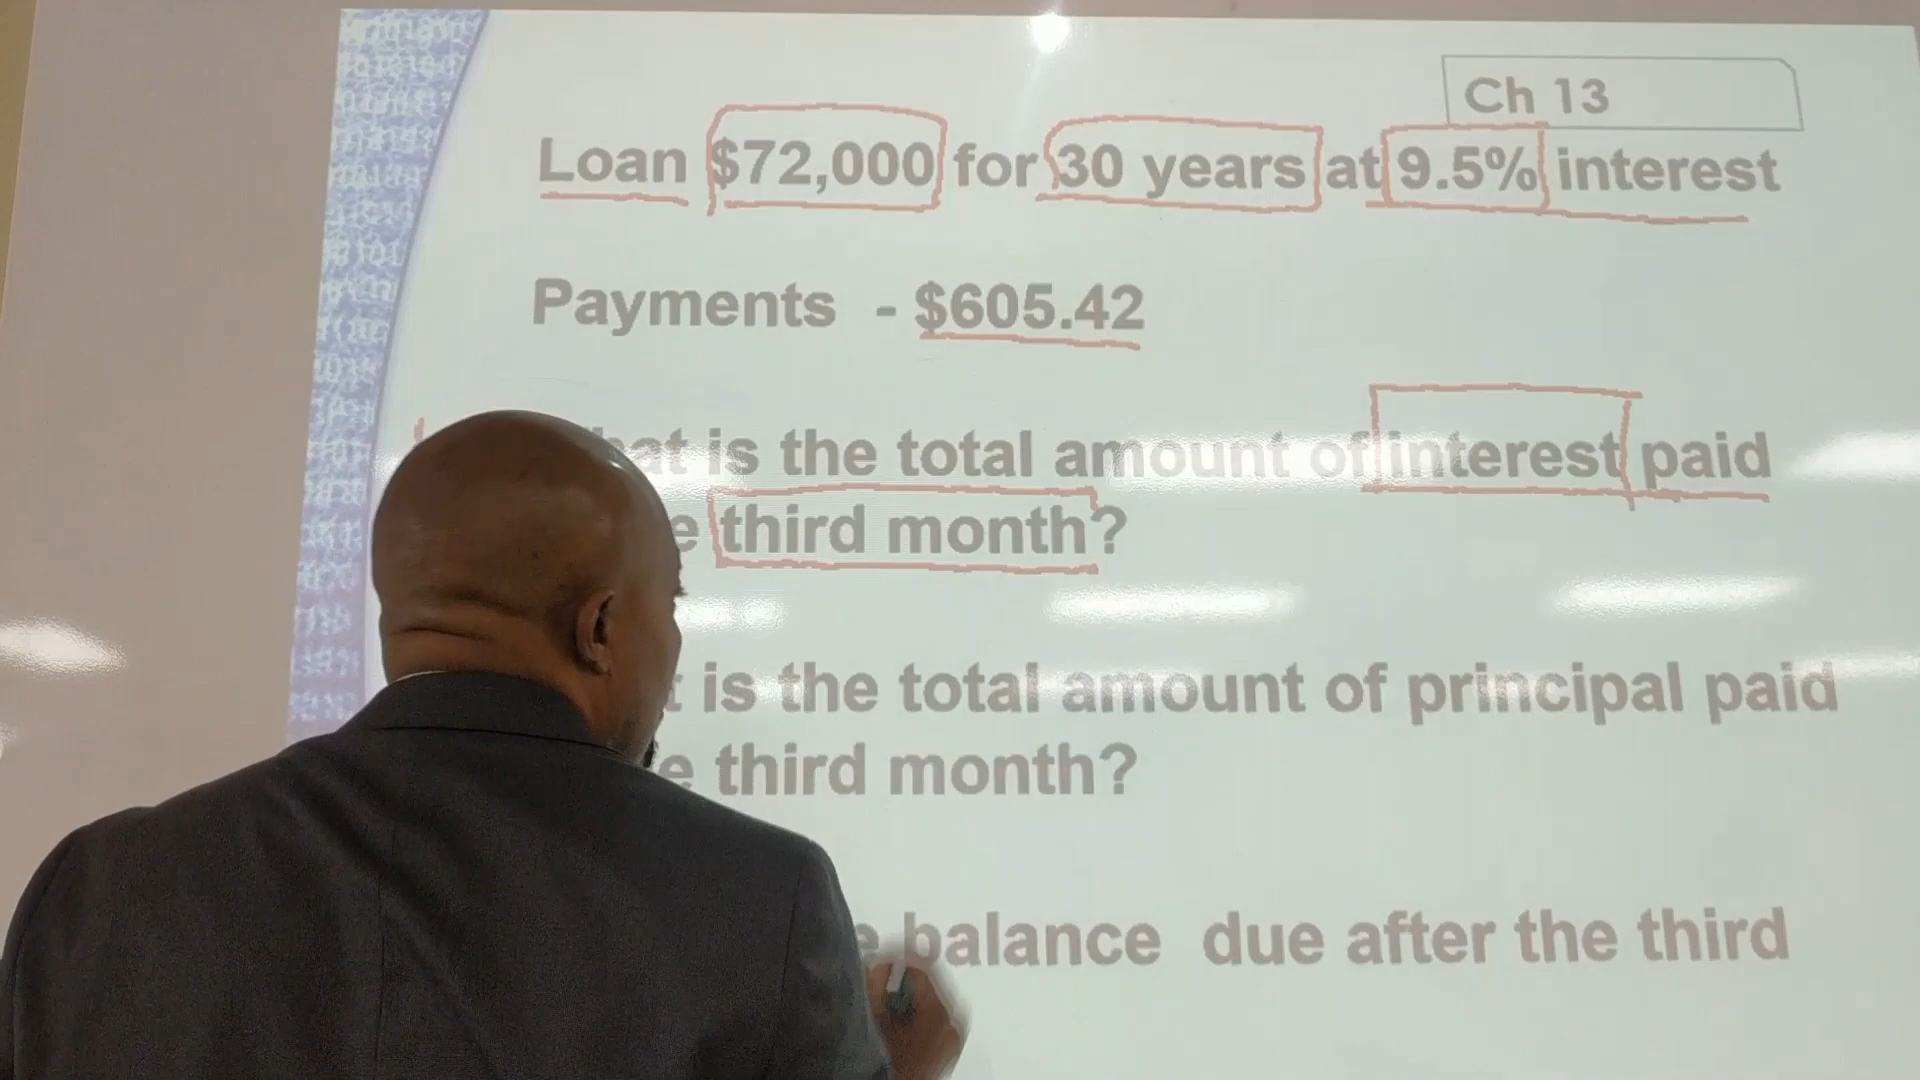 Ch 13
Loan $72,000 for 30 years at 9.5% interest
Payments - $605.42
is the total amount of interest paid
third month?
is the total amount of principal paid
third month?
balance due after the third